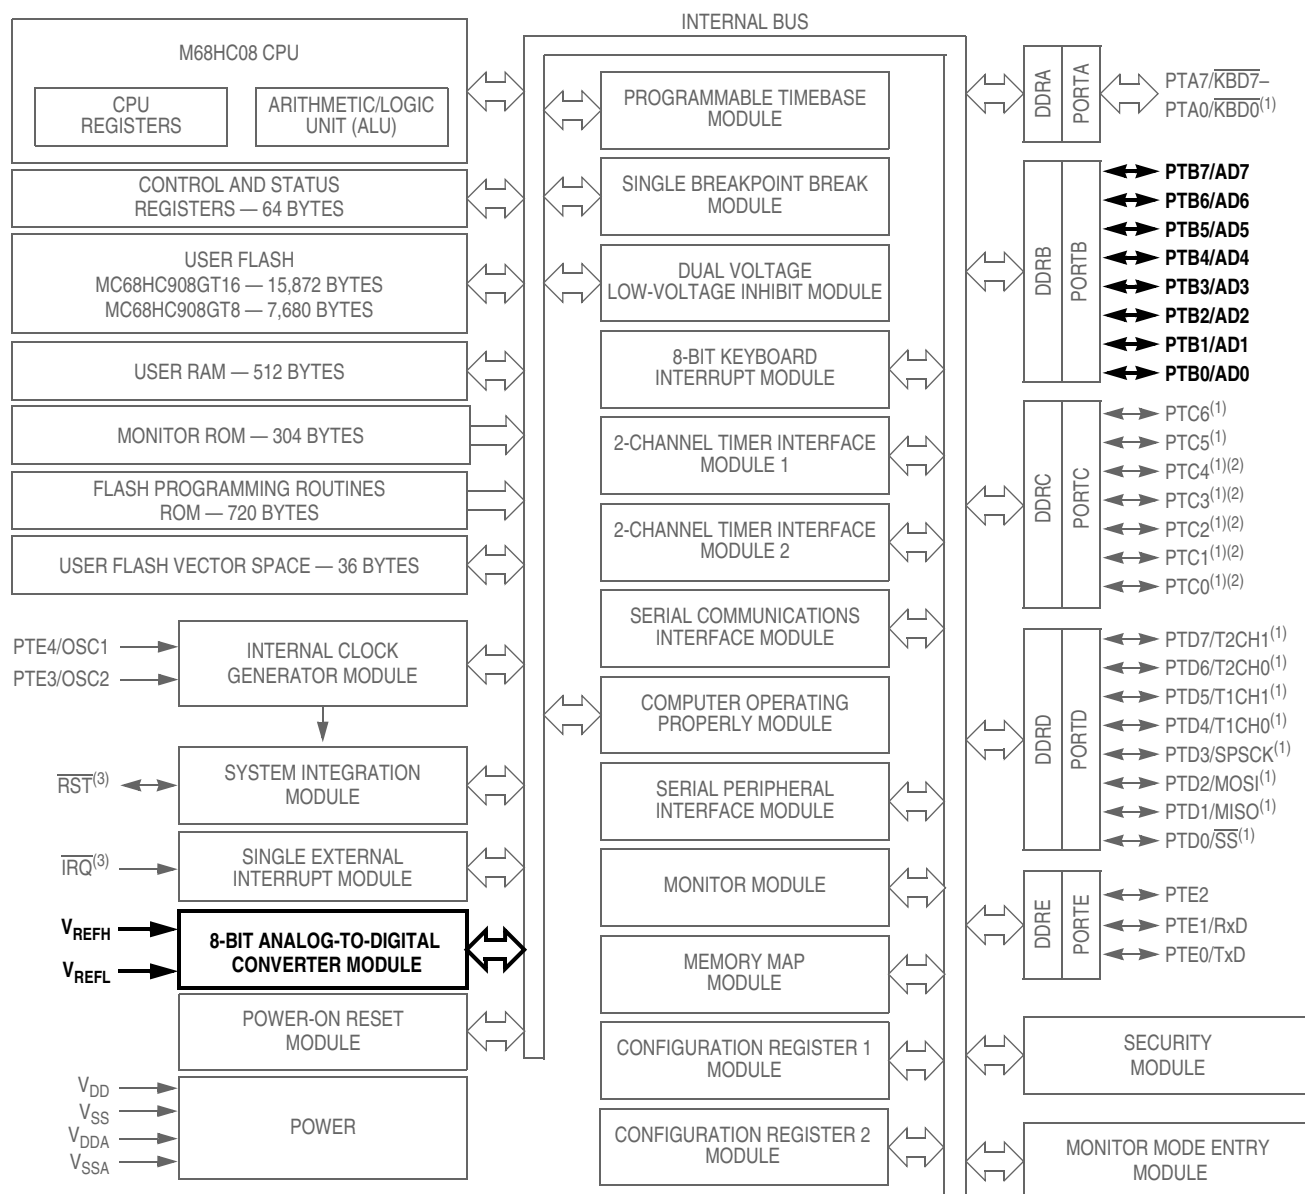 INTERNAL BUS
M68HC08 CPU
CPU
REGISTERS
ARITHMETIC/LOGIC
UNIT (ALU)
CONTROL AND STATUS
REGISTERS — 64 BYTES
USER FLASH
MC68HC908GT16 — 15,872 BYTES
MC68HC908GT8 — 7,680 BYTES
USER RAM — 512 BYTES
MONITOR ROM — 304 BYTES
FLASH PROGRAMMING ROUTINES
ROM — 720 BYTES
USER FLASH VECTOR SPACE — 36 BYTES
PTE4/OSC1
PTE3/OSC2
INTERNAL CLOCK
GENERATOR MODULE
RST(3)
SYSTEM INTEGRATION
MODULE
IRQ(3)
SINGLE EXTERNAL
INTERRUPT MODULE
VREFH
VREFL
8-BIT ANALOG-TO-DIGITAL
CONVERTER MODULE
POWER-ON RESET
MODULE
VDD
VSS
VDDA
VSSA
POWER
PROGRAMMABLE TIMEBASE
MODULE
SINGLE BREAKPOINT BREAK
MODULE
DUAL VOLTAGE
LOW-VOLTAGE INHIBIT MODULE
8-BIT KEYBOARD
INTERRUPT MODULE
2-CHANNEL TIMER INTERFACE
MODULE 1
2-CHANNEL TIMER INTERFACE
MODULE 2
SERIAL COMMUNICATIONS
INTERFACE MODULE
COMPUTER OPERATING
PROPERLY MODULE
SERIAL PERIPHERAL
INTERFACE MODULE
MONITOR MODULE
MEMORY MAP
MODULE
CONFIGURATION REGISTER 1
MODULE
CONFIGURATION REGISTER 2
MODULE
DDRA
PORTA
PTA7/KBD7–
PTA0/KBD0(1)
DDRB
PORTB
PTB7/AD7
PTB6/AD6
PTB5/AD5
PTB4/AD4
PTB3/AD3
PTB2/AD2
PTB1/AD1
PTB0/AD0
DDRC
PORTC
PTC6(1)
PTC5(1)
PTC4(1)(2)
PTC3(1)(2)
PTC2(1)(2)
PTC1(1)(2)
PTC0(1)(2)
DDRD
PORTD
PTD7/T2CH1(1)
PTD6/T2CH0(1)
PTD5/T1CH1(1)
PTD4/T1CH0(1)
PTD3/SPSCK(1)
PTD2/MOSI(1)
PTD1/MISO(1)
PTD0/SS(1)
DDRE
PORTE
PTE2
PTE1/RxD
PTE0/TxD
SECURITY
MODULE
MONITOR MODE ENTRY
MODULE